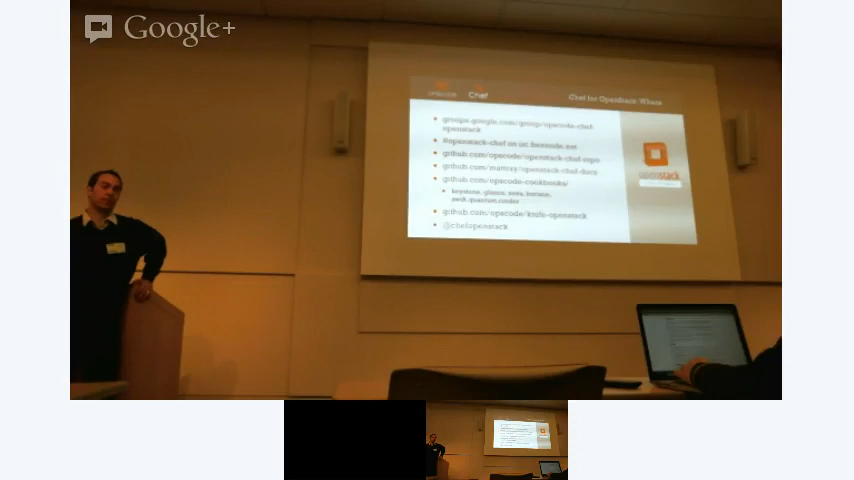 Google+
opscode
Chef
Chef for OpenStack: Where
groups.google.com/group/opscode-chef-
openstack
#openstack-chef on irc.freenode.net
github.com/opscode/openstack-chef-repo
github.com/mattray/openstack-chef-docs
github.com/opscode-cookbooks/
keystone, glance, nova, horizon,
swift, quantum, cinder
github.com/opscode/knife-openstack
@chefopenstack
openstack